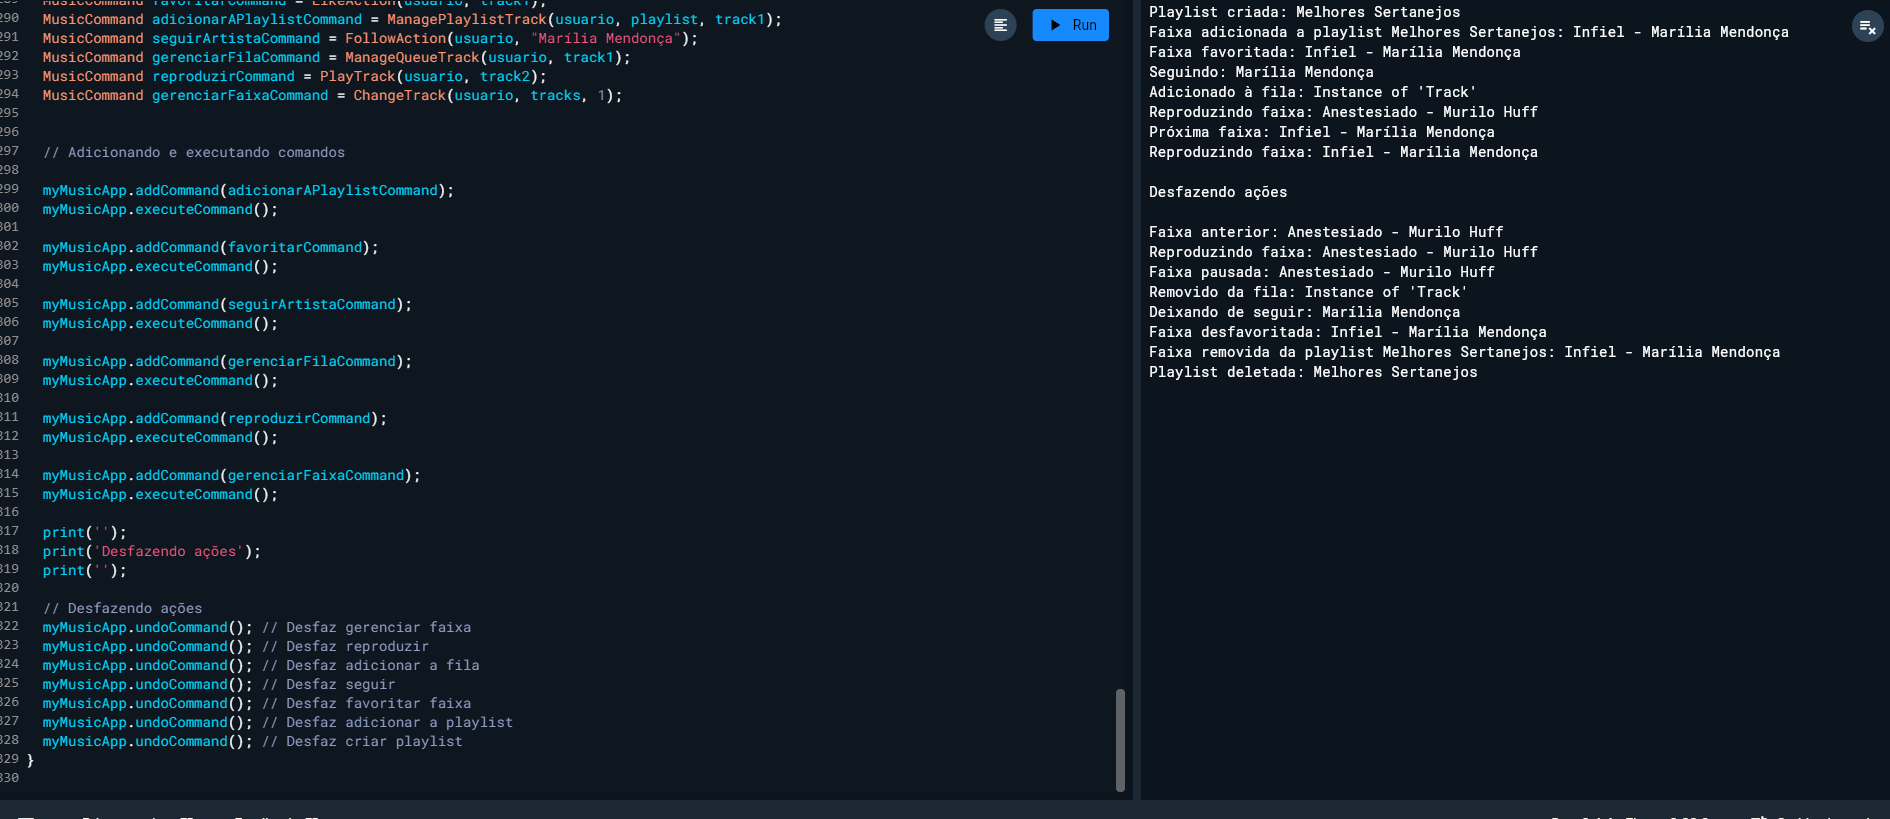 MusicCommand favoritarCommand = LikeAction(usuario, track1);
290 MusicCommand adicionarAPlaylistCommand = ManagePlaylistTrack(usuario, playlist, track1);
291 MusicCommand seguirArtistaCommand = FollowAction(usuario, "Marília Mendonça");
292 MusicCommand gerenciarFilaCommand = ManageQueueTrack(usuario, track1);
293 MusicCommand reproduzirCommand = PlayTrack(usuario, track2);
294 MusicCommand gerenciarFaixaCommand = ChangeTrack(usuario, tracks, 1);
295
296
297 // Adicionando e executando comandos
298
299 myMusicApp.addCommand(adicionarAPlaylistCommand);
300 myMusicApp.executeCommand();
301
302 myMusicApp.addCommand(favoritarCommand);
303 myMusicApp.executeCommand();
304
305 myMusicApp.addCommand(seguirArtistaCommand);
306 myMusicApp.executeCommand();
307
308 myMusicApp.addCommand(gerenciarFilaCommand);
309 myMusicApp.executeCommand();
310
311 myMusicApp.addCommand(reproduzirCommand);
312 myMusicApp.executeCommand();
313
314 myMusicApp.addCommand(gerenciarFaixaCommand);
315 myMusicApp.executeCommand();
316
317 print('');
318 print('Desfazendo ações');
319 print('');
320
321 // Desfazendo ações
322 myMusicApp.undoCommand(); // Desfaz gerenciar faixa
323 myMusicApp.undoCommand(); // Desfaz reproduzir
324 myMusicApp.undoCommand(); // Desfaz adicionar a fila
325 myMusicApp.undoCommand(); // Desfaz seguir
326 myMusicApp.undoCommand(); // Desfaz favoritar faixa
327 myMusicApp.undoCommand(); // Desfaz adicionar a playlist
328 myMusicApp.undoCommand(); // Desfaz criar playlist
329 }
330
Run
Playlist criada: Melhores Sertanejos
Faixa adicionada a playlist Melhores Sertanejos: Infiel - Marília Mendonça
Faixa favoritada: Infiel - Marília Mendonça
Seguindo: Marília Mendonça
Adicionado à fila: Instance of 'Track'
Reproduzindo faixa: Anestesiado - Murilo Huff
Próxima faixa: Infiel - Marília Mendonça
Reproduzindo faixa: Infiel - Marília Mendonça
Desfazendo ações
Faixa anterior: Anestesiado - Murilo Huff
Reproduzindo faixa: Anestesiado - Murilo Huff
Faixa pausada: Anestesiado - Murilo Huff
Removido da fila: Instance of 'Track'
Deixando de seguir: Marília Mendonça
Faixa desfavoritada: Infiel - Marília Mendonça
Faixa removida da playlist Melhores Sertanejos: Infiel - Marília Mendonça
Playlist deletada: Melhores Sertanejos